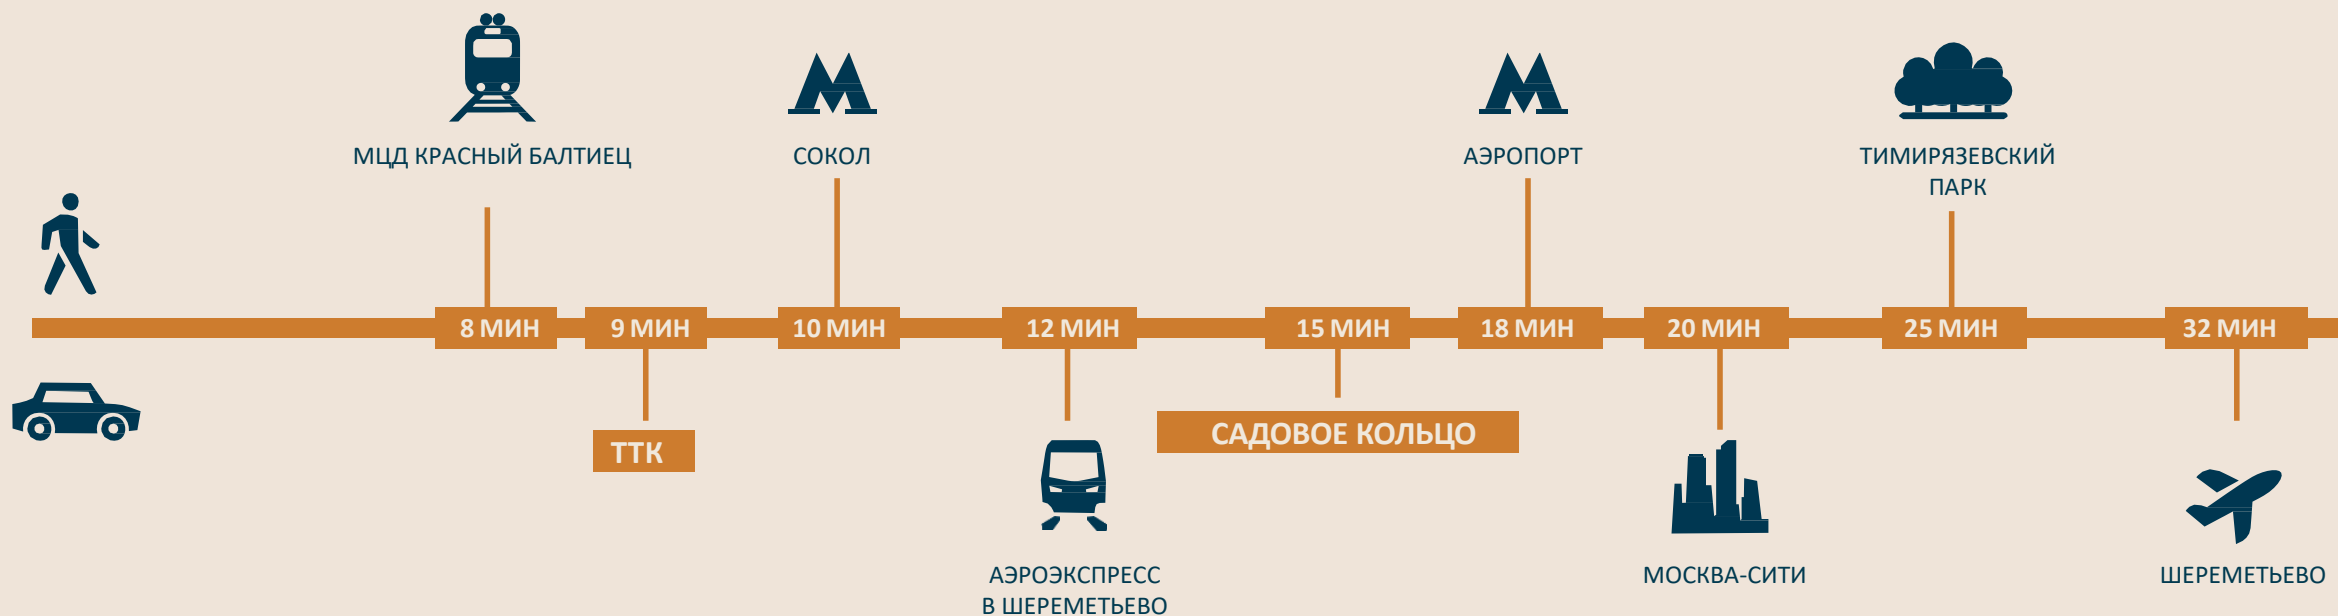 МЦД КРАСНЫЙ БАЛТИЕЦ
СОКОЛ
АЭРОПОРТ
ТИМИРЯЗЕВСКИЙ
ПАРК
8 МИН
9 МИН
10 МИН
12 МИН
15 МИН
18 МИН
20 МИН
25 МИН
32 МИН
ТТК
САДОВОЕ КОЛЬЦО
АЭРОЭКСПРЕСС
В ШЕРЕМЕТЬЕВО
МОСКВА-СИТИ
ШЕРЕМЕТЬЕВО